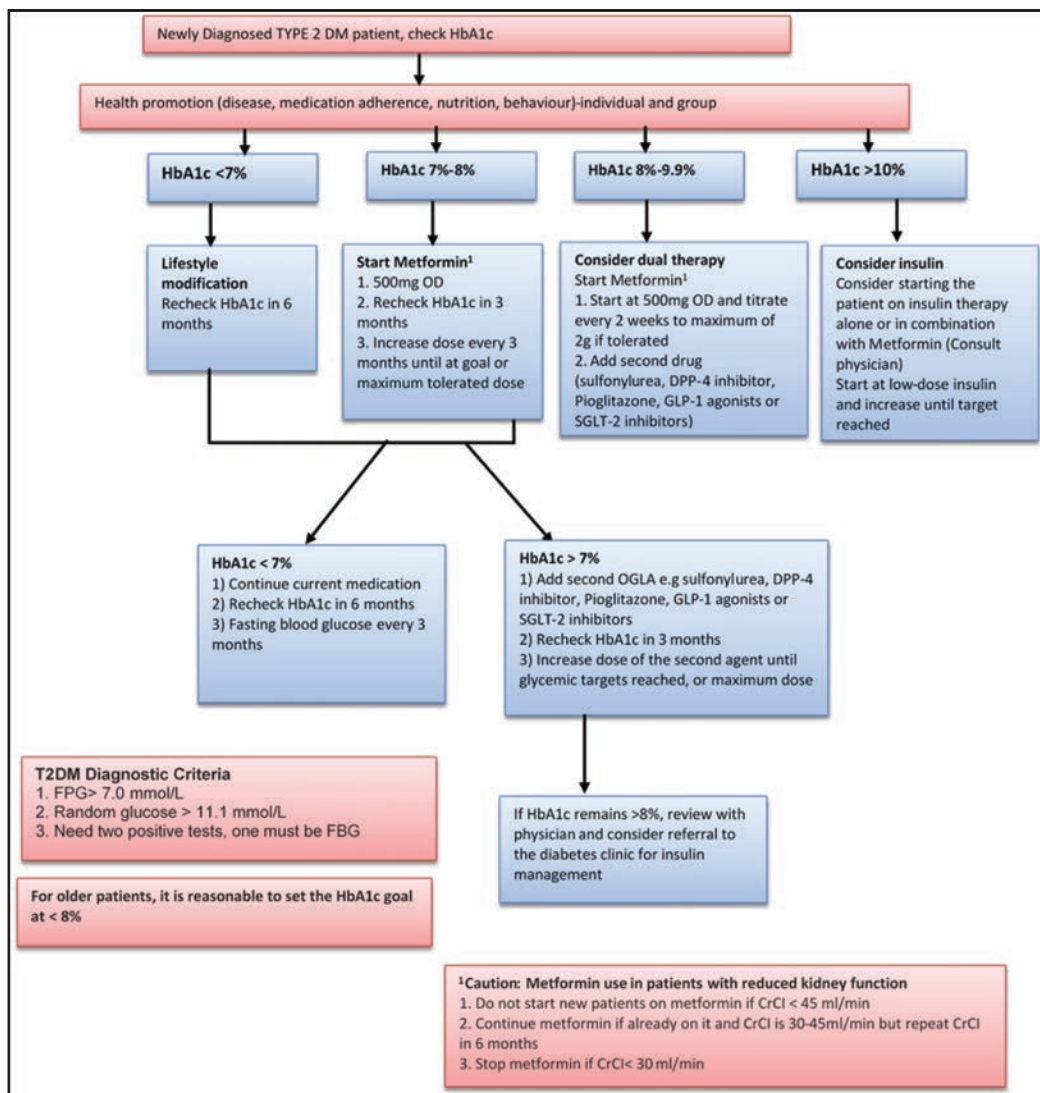 Newly Diagnosed TYPE 2 DM patient, check HbA1c
Health promotion (disease, medication adherence, nutrition, behaviour)-individual and group
HbA1c <7%
HbA1c 7%-8%
HbA1c 8%-9.9%
HbA1c >10%
Lifestyle
modification
Recheck HbA1c in 6
months
Start Metformin¹
1. 500mg OD
2. Recheck HbA1c in 3
months
3. Increase dose every 3
months until at goal or
maximum tolerated dose
Consider dual therapy
Start Metformin¹
1. Start at 500mg OD and titrate
every 2 weeks to maximum of
2g if tolerated
2. Add second drug
(sulfonylurea, DPP-4 inhibitor,
Pioglitazone, GLP-1 agonists or
SGLT-2 inhibitors)
Consider insulin
Consider starting the
patient on insulin therapy
alone or in combination
with Metformin (Consult
physician)
Start at low-dose insulin
and increase until target
reached
HbA1c < 7%
1) Continue current medication
2) Recheck HbA1c in 6 months
3) Fasting blood glucose every 3
months
HbA1c > 7%
1) Add second OGLA e.g sulfonylurea, DPP-4
inhibitor, Pioglitazone, GLP-1 agonists or
SGLT-2 inhibitors
2) Recheck HbA1c in 3 months
3) Increase dose of the second agent until
glycemic targets reached, or maximum dose
T2DM Diagnostic Criteria
1. FPG> 7.0 mmol/L
2. Random glucose > 11.1 mmol/L
3. Need two positive tests, one must be FBG
If HbA1c remains >8%, review with
physician and consider referral to
the diabetes clinic for insulin
management
For older patients, it is reasonable to set the HbA1c goal
at < 8%
¹Caution: Metformin use in patients with reduced kidney function
1. Do not start new patients on metformin if CrCl < 45 ml/min
2. Continue metformin if already on it and CrCl is 30-45ml/min but repeat CrCl
in 6 months
3. Stop metformin if CrCl< 30 ml/min